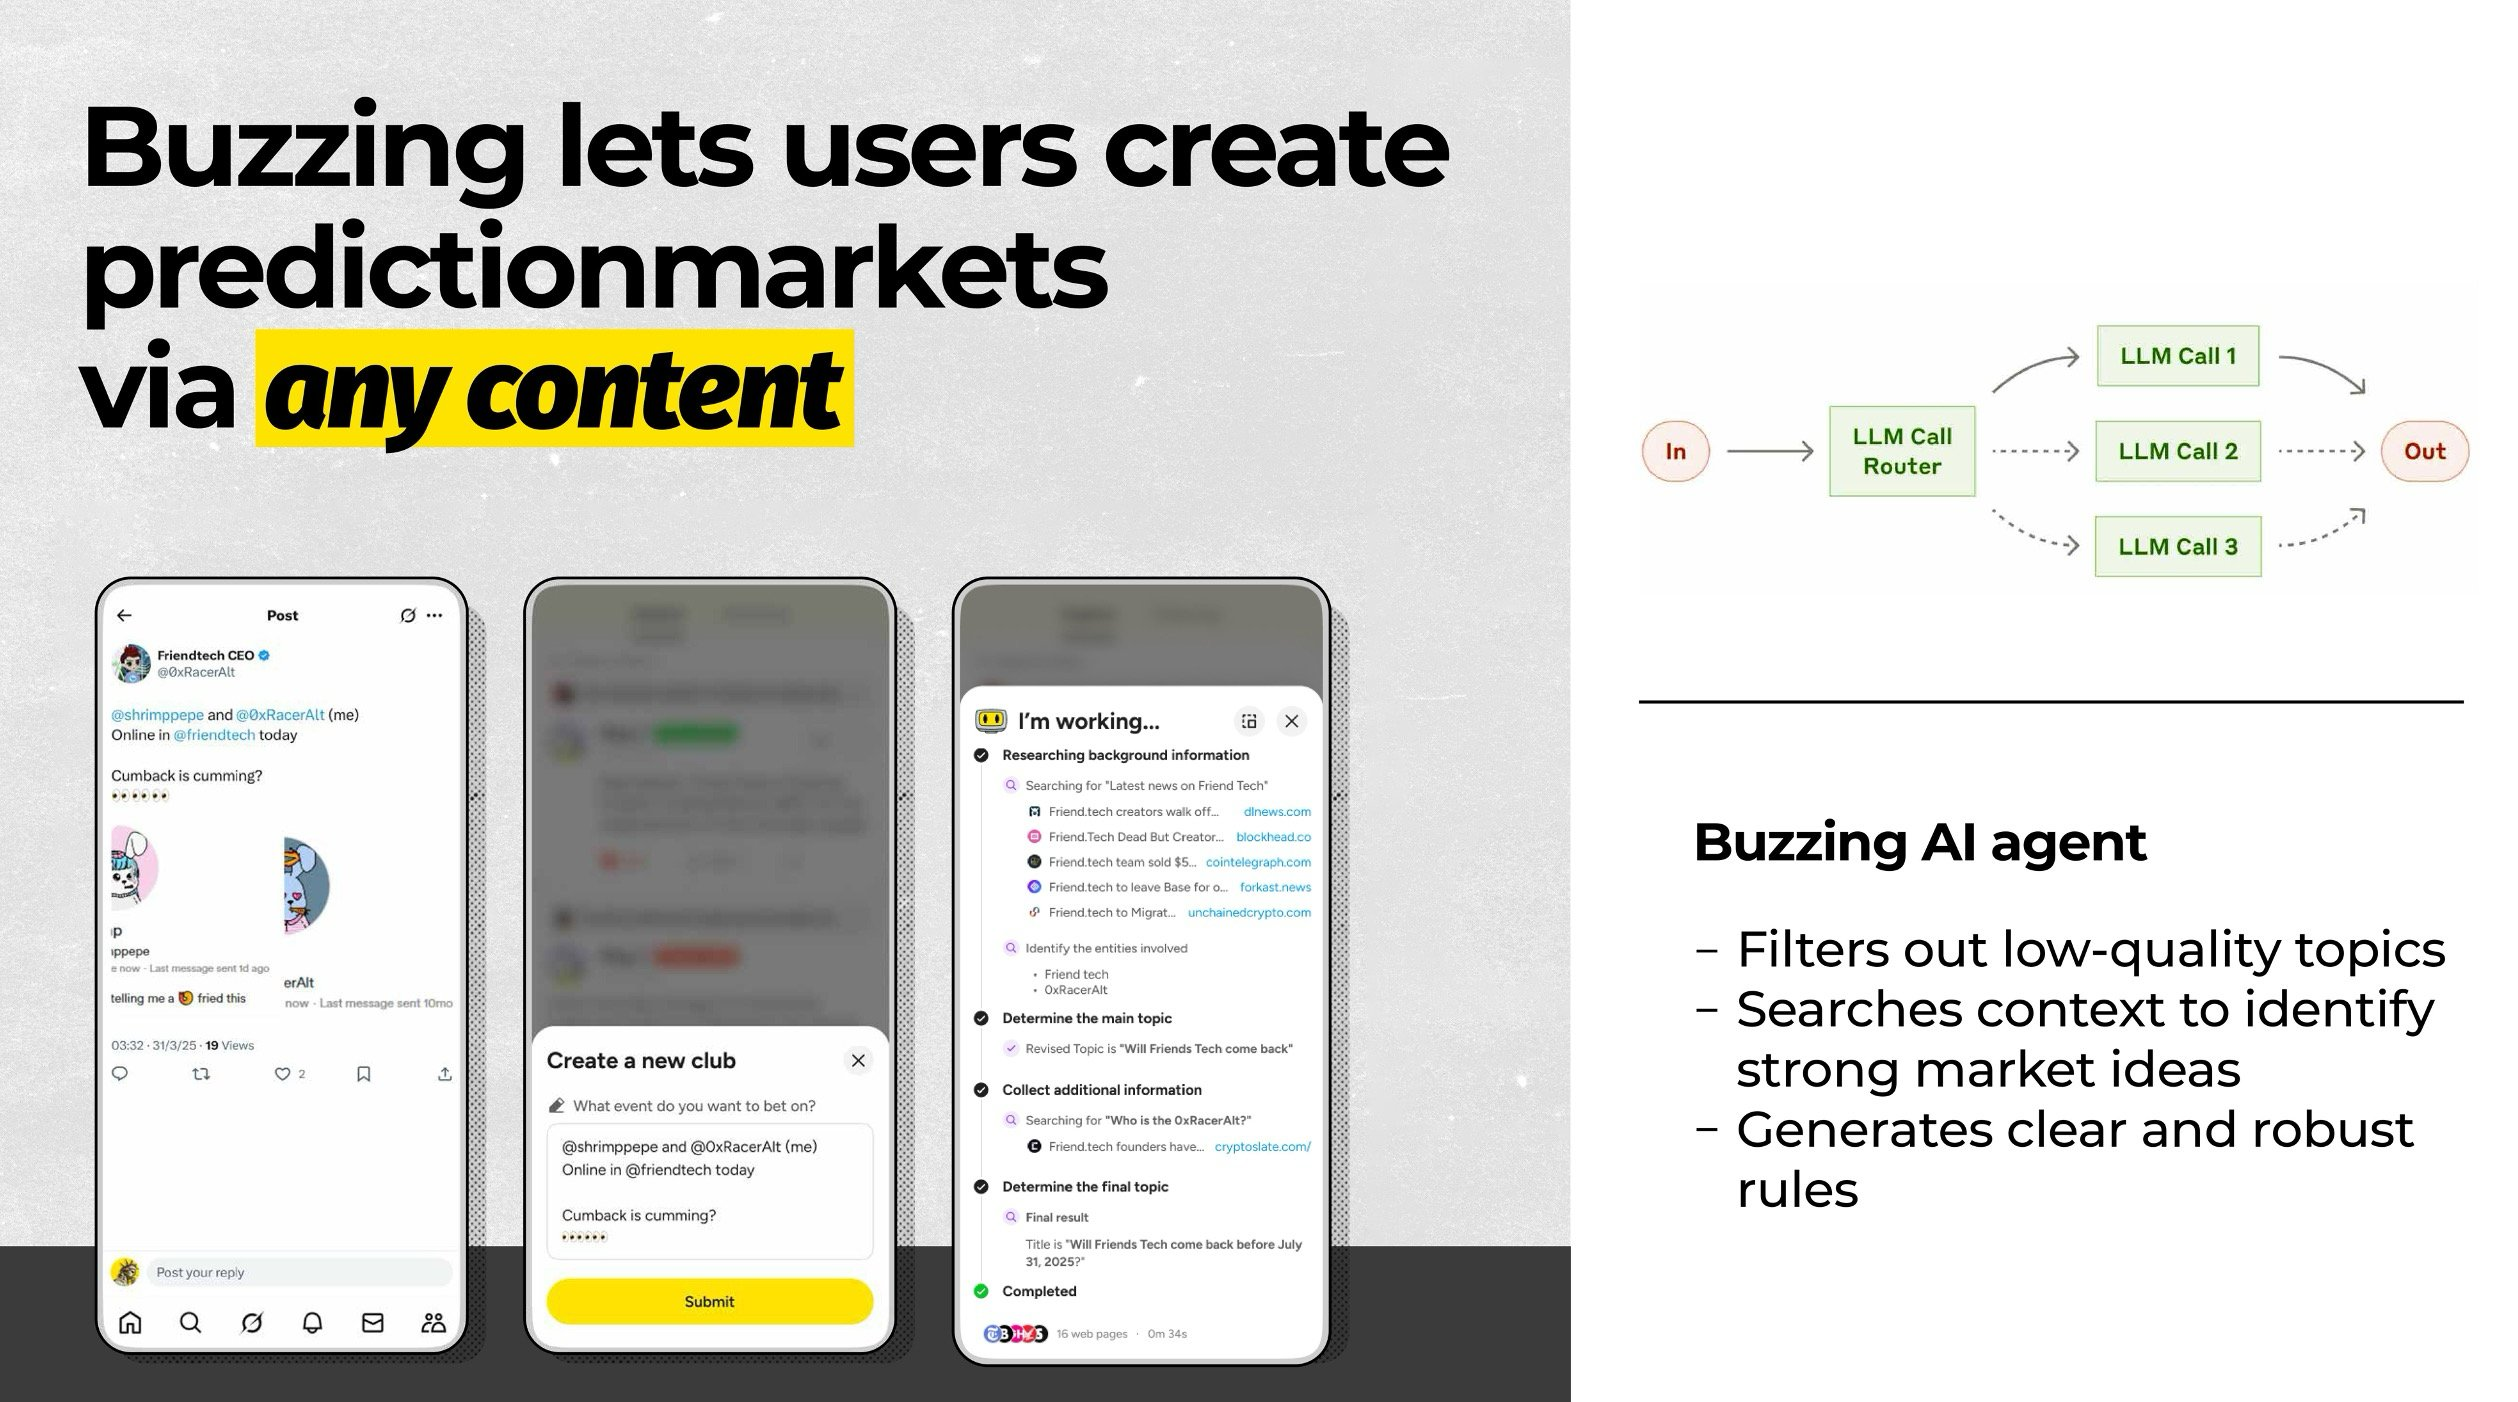 Buzzing lets users create
predictionmarkets
via any content
Post
Friendtech CEO
@0xRacerAlt
@shrimppepe and @0xRacerAlt (me)
Online in @friendtech today
Cumback is cumming?
👀👀👀
p
ıppepe
e now · Last message sent 1d ago
telling me a fried this
erAlt
now · Last message sent 10mo
03:32 · 31/3/25 · 19 Views
2
Post your reply
Create a new club
What event do you want to bet on?
@shrimppepe and @0xRacerAlt (me)
Online in @friendtech today
Cumback is cumming?
👀👀👀
Submit
I'm working...
Researching background information
Searching for "Latest news on Friend Tech"
Friend.tech creators walk off... dlnews.com
Friend.Tech Dead But Creator... blockhead.co
Friend.tech team sold $5... cointelegraph.com
Friend.tech to leave Base for o... forkast.news
Friend.tech to Migrat... unchainedcrypto.com
Identify the entities involved
• Friend tech
• 0xRacerAlt
Determine the main topic
Revised Topic is "Will Friends Tech come back"
Collect additional information
Searching for "Who is the 0xRacerAlt?"
Friend.tech founders have... cryptoslate.com/
Determine the final topic
Final result
Title is "Will Friends Tech come back before July
31, 2025?"
Completed
16 web pages · 0m 34s
In
LLM Call
Router
LLM Call 1
LLM Call 2
LLM Call 3
Out
Buzzing AI agent
– Filters out low-quality topics
– Searches context to identify
strong market ideas
– Generates clear and robust
rules